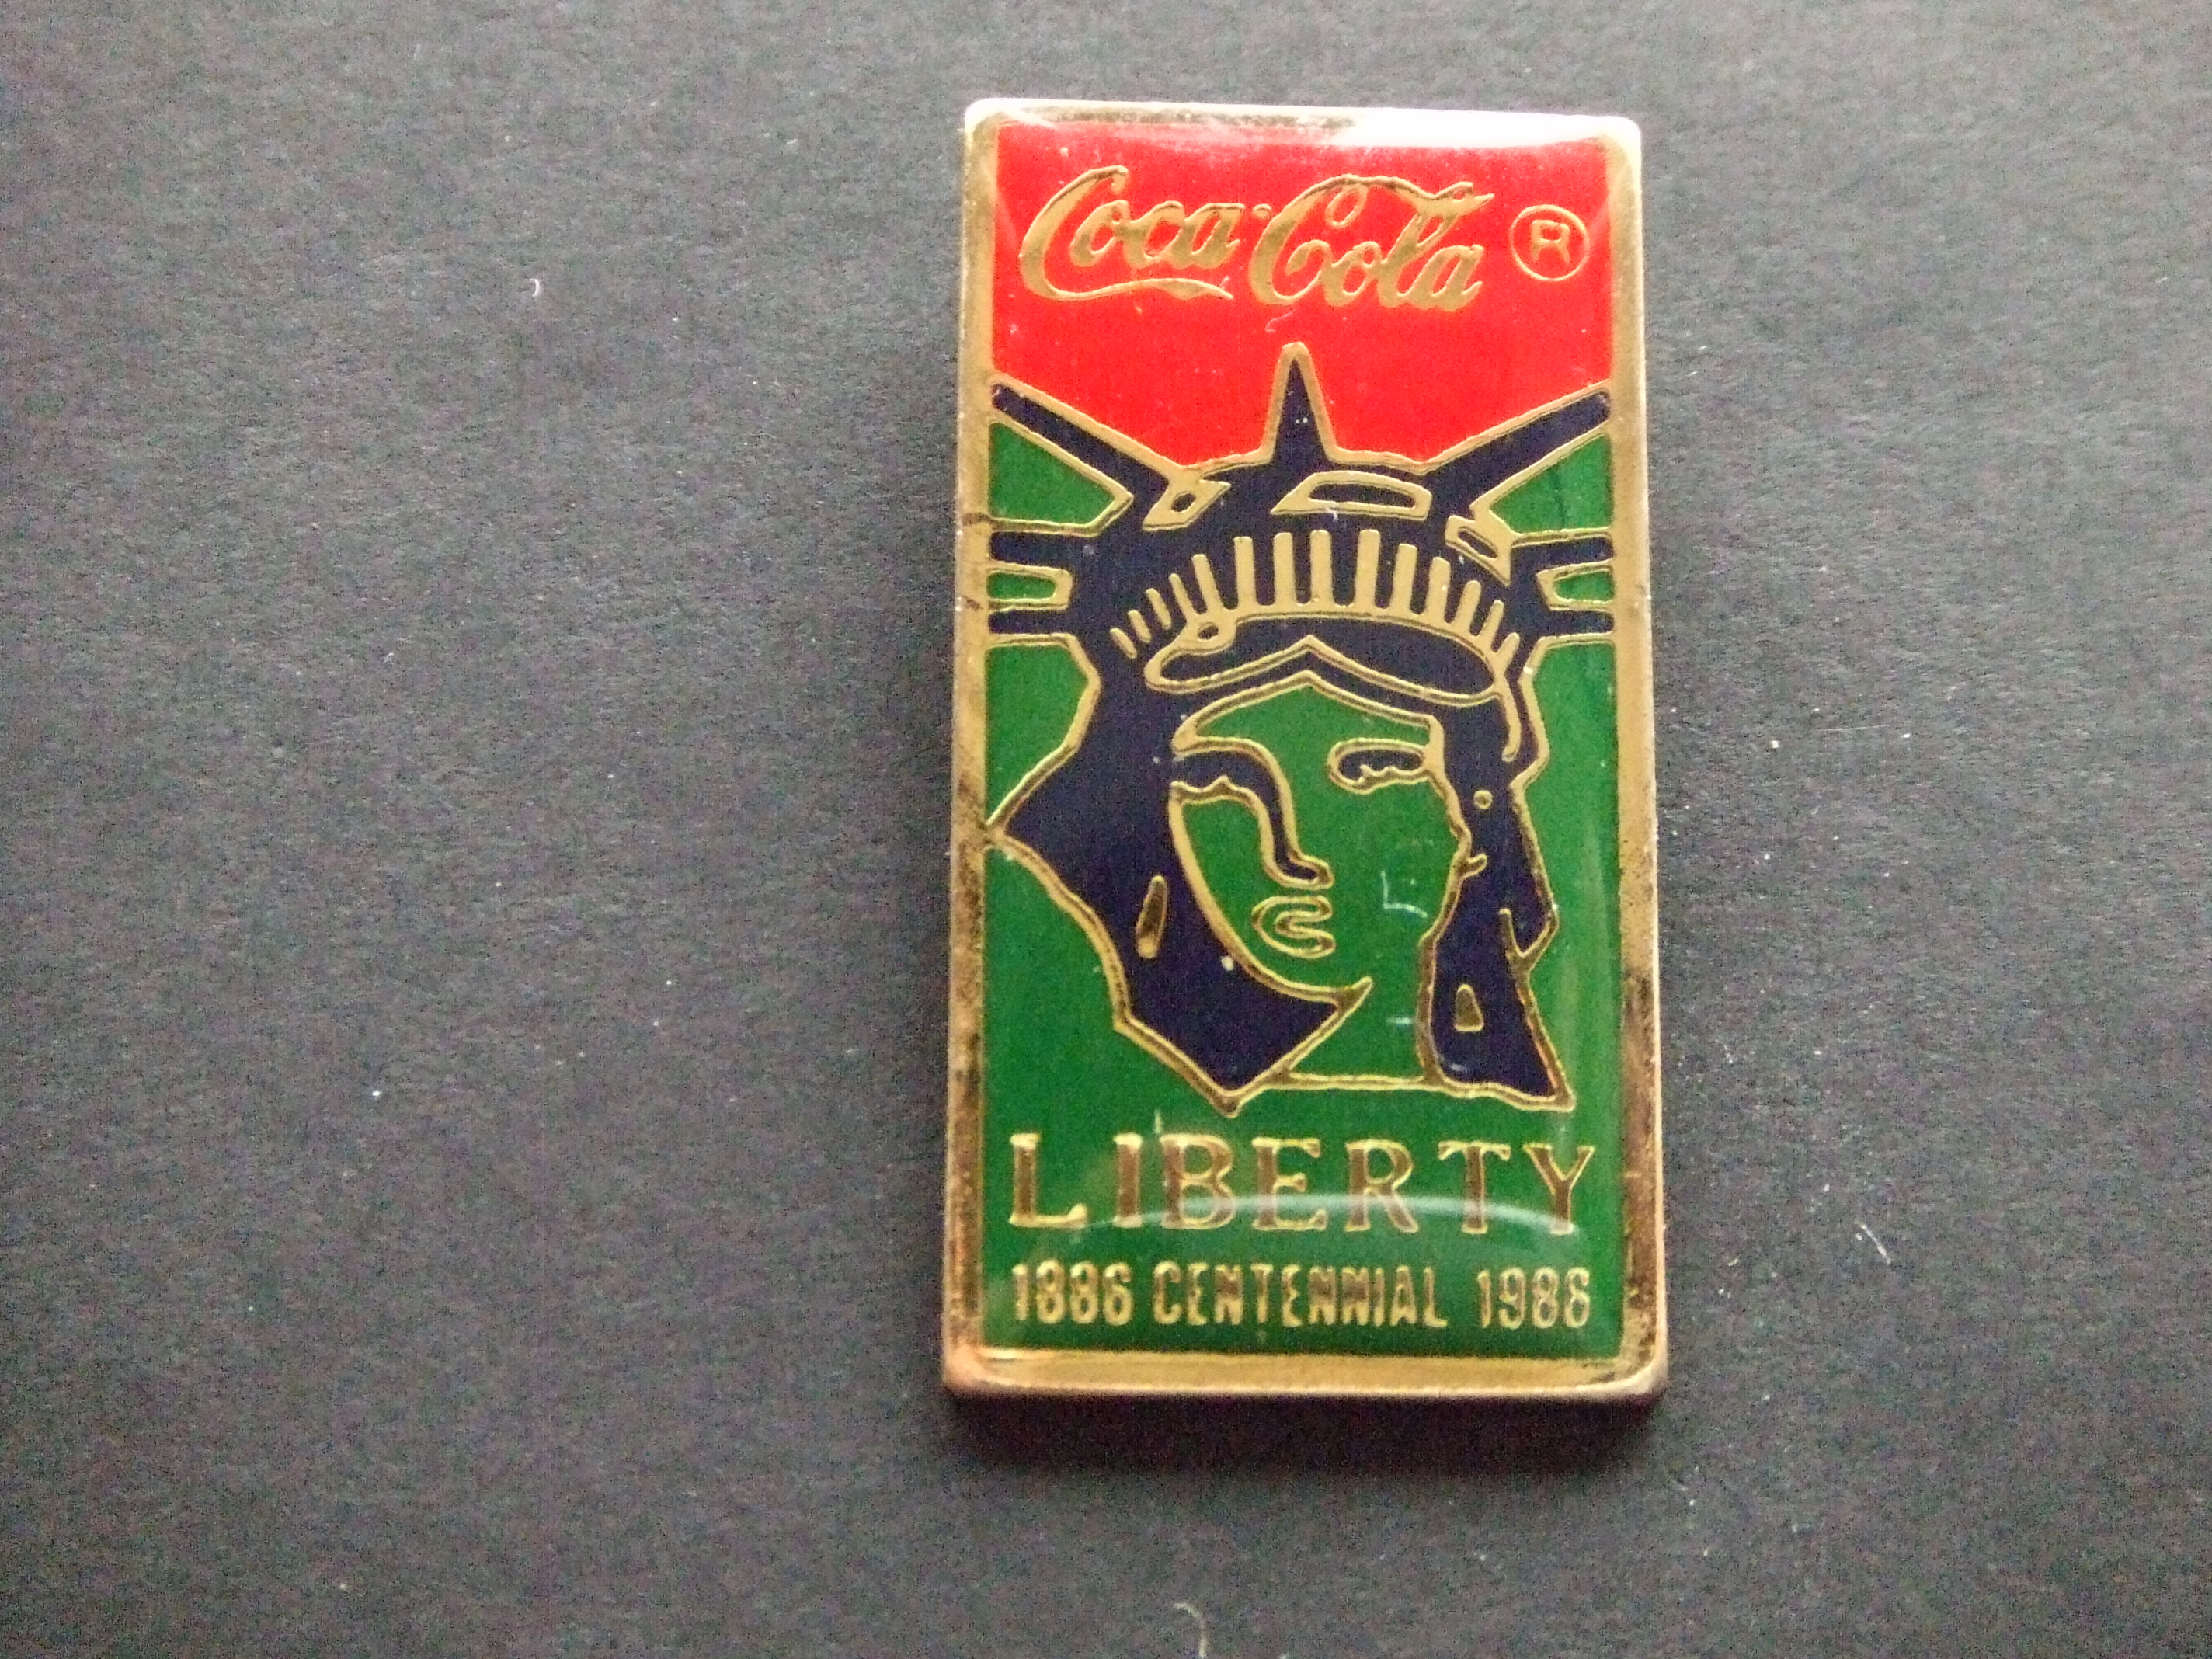 Coca-Cola ®
LIBERTY
1886 CENTENNIAL 1986